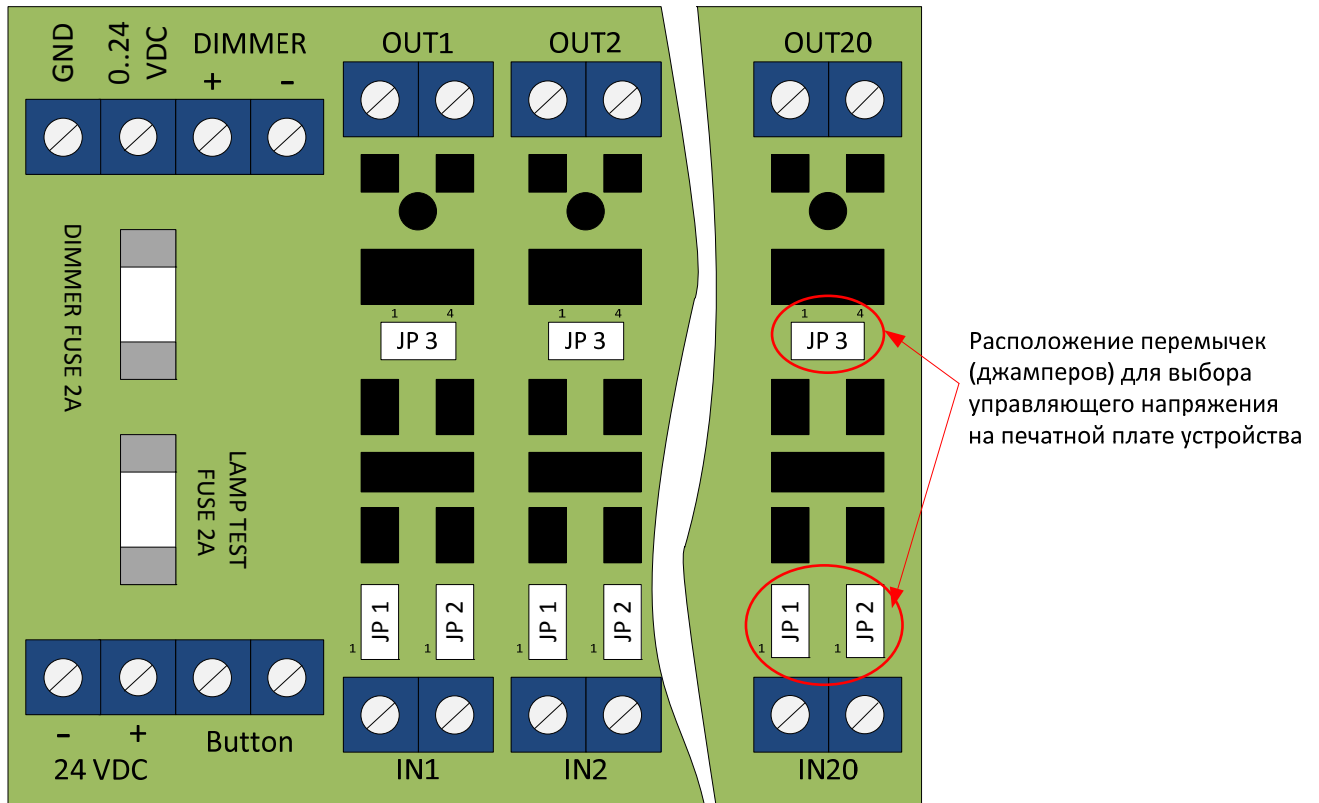 GND
0..24
VDC
DIMMER
+ -
OUT1
OUT2
OUT20
DIMMER FUSE 2A
1 4
JP 3
1 4
JP 3
1 4
JP 3
Расположение перемычек
(джамперов) для выбора
управляющего напряжения
на печатной плате устройства
LAMP TEST
FUSE 2A
1 JP 1
1 JP 2
1 JP 1
1 JP 2
1 JP 1
1 JP 2
- +
24 VDC
Button
IN1
IN2
IN20